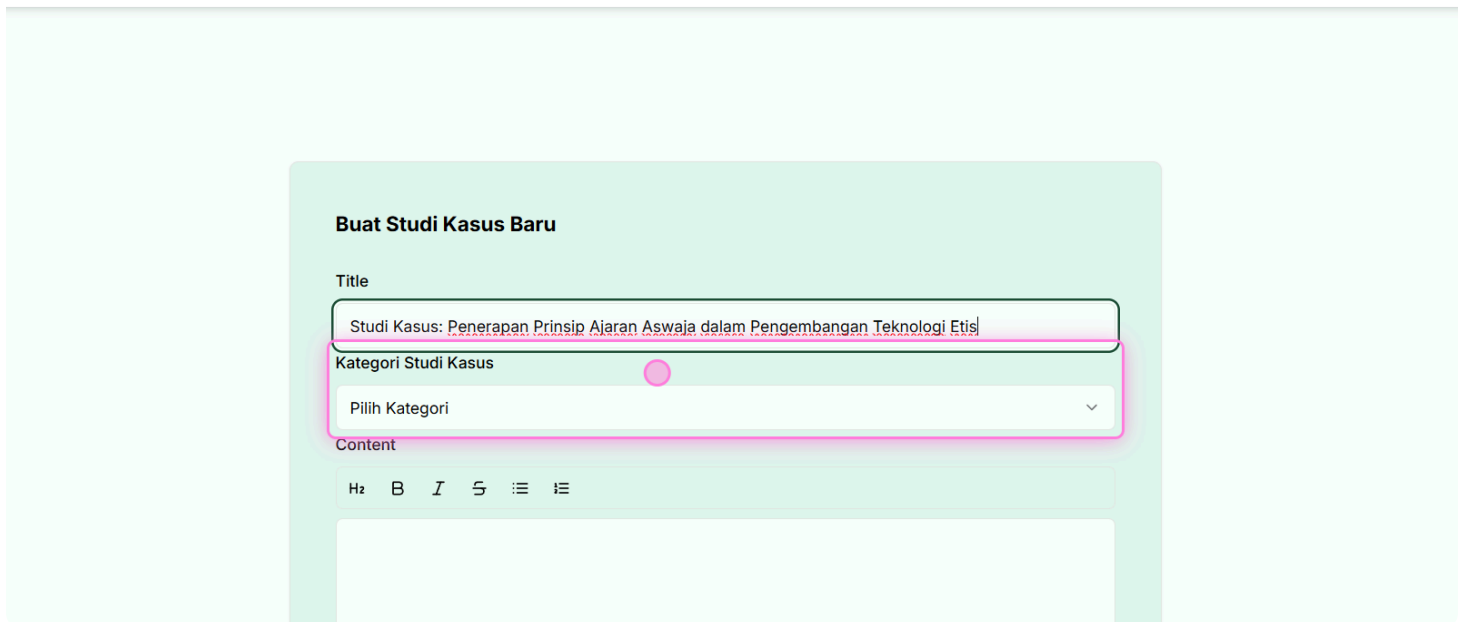 Buat Studi Kasus Baru
Title
Studi Kasus: Penerapan Prinsip Ajaran Aswaja dalam Pengembangan Teknologi Etis
Kategori Studi Kasus
Pilih Kategori
Content
H2 B I S